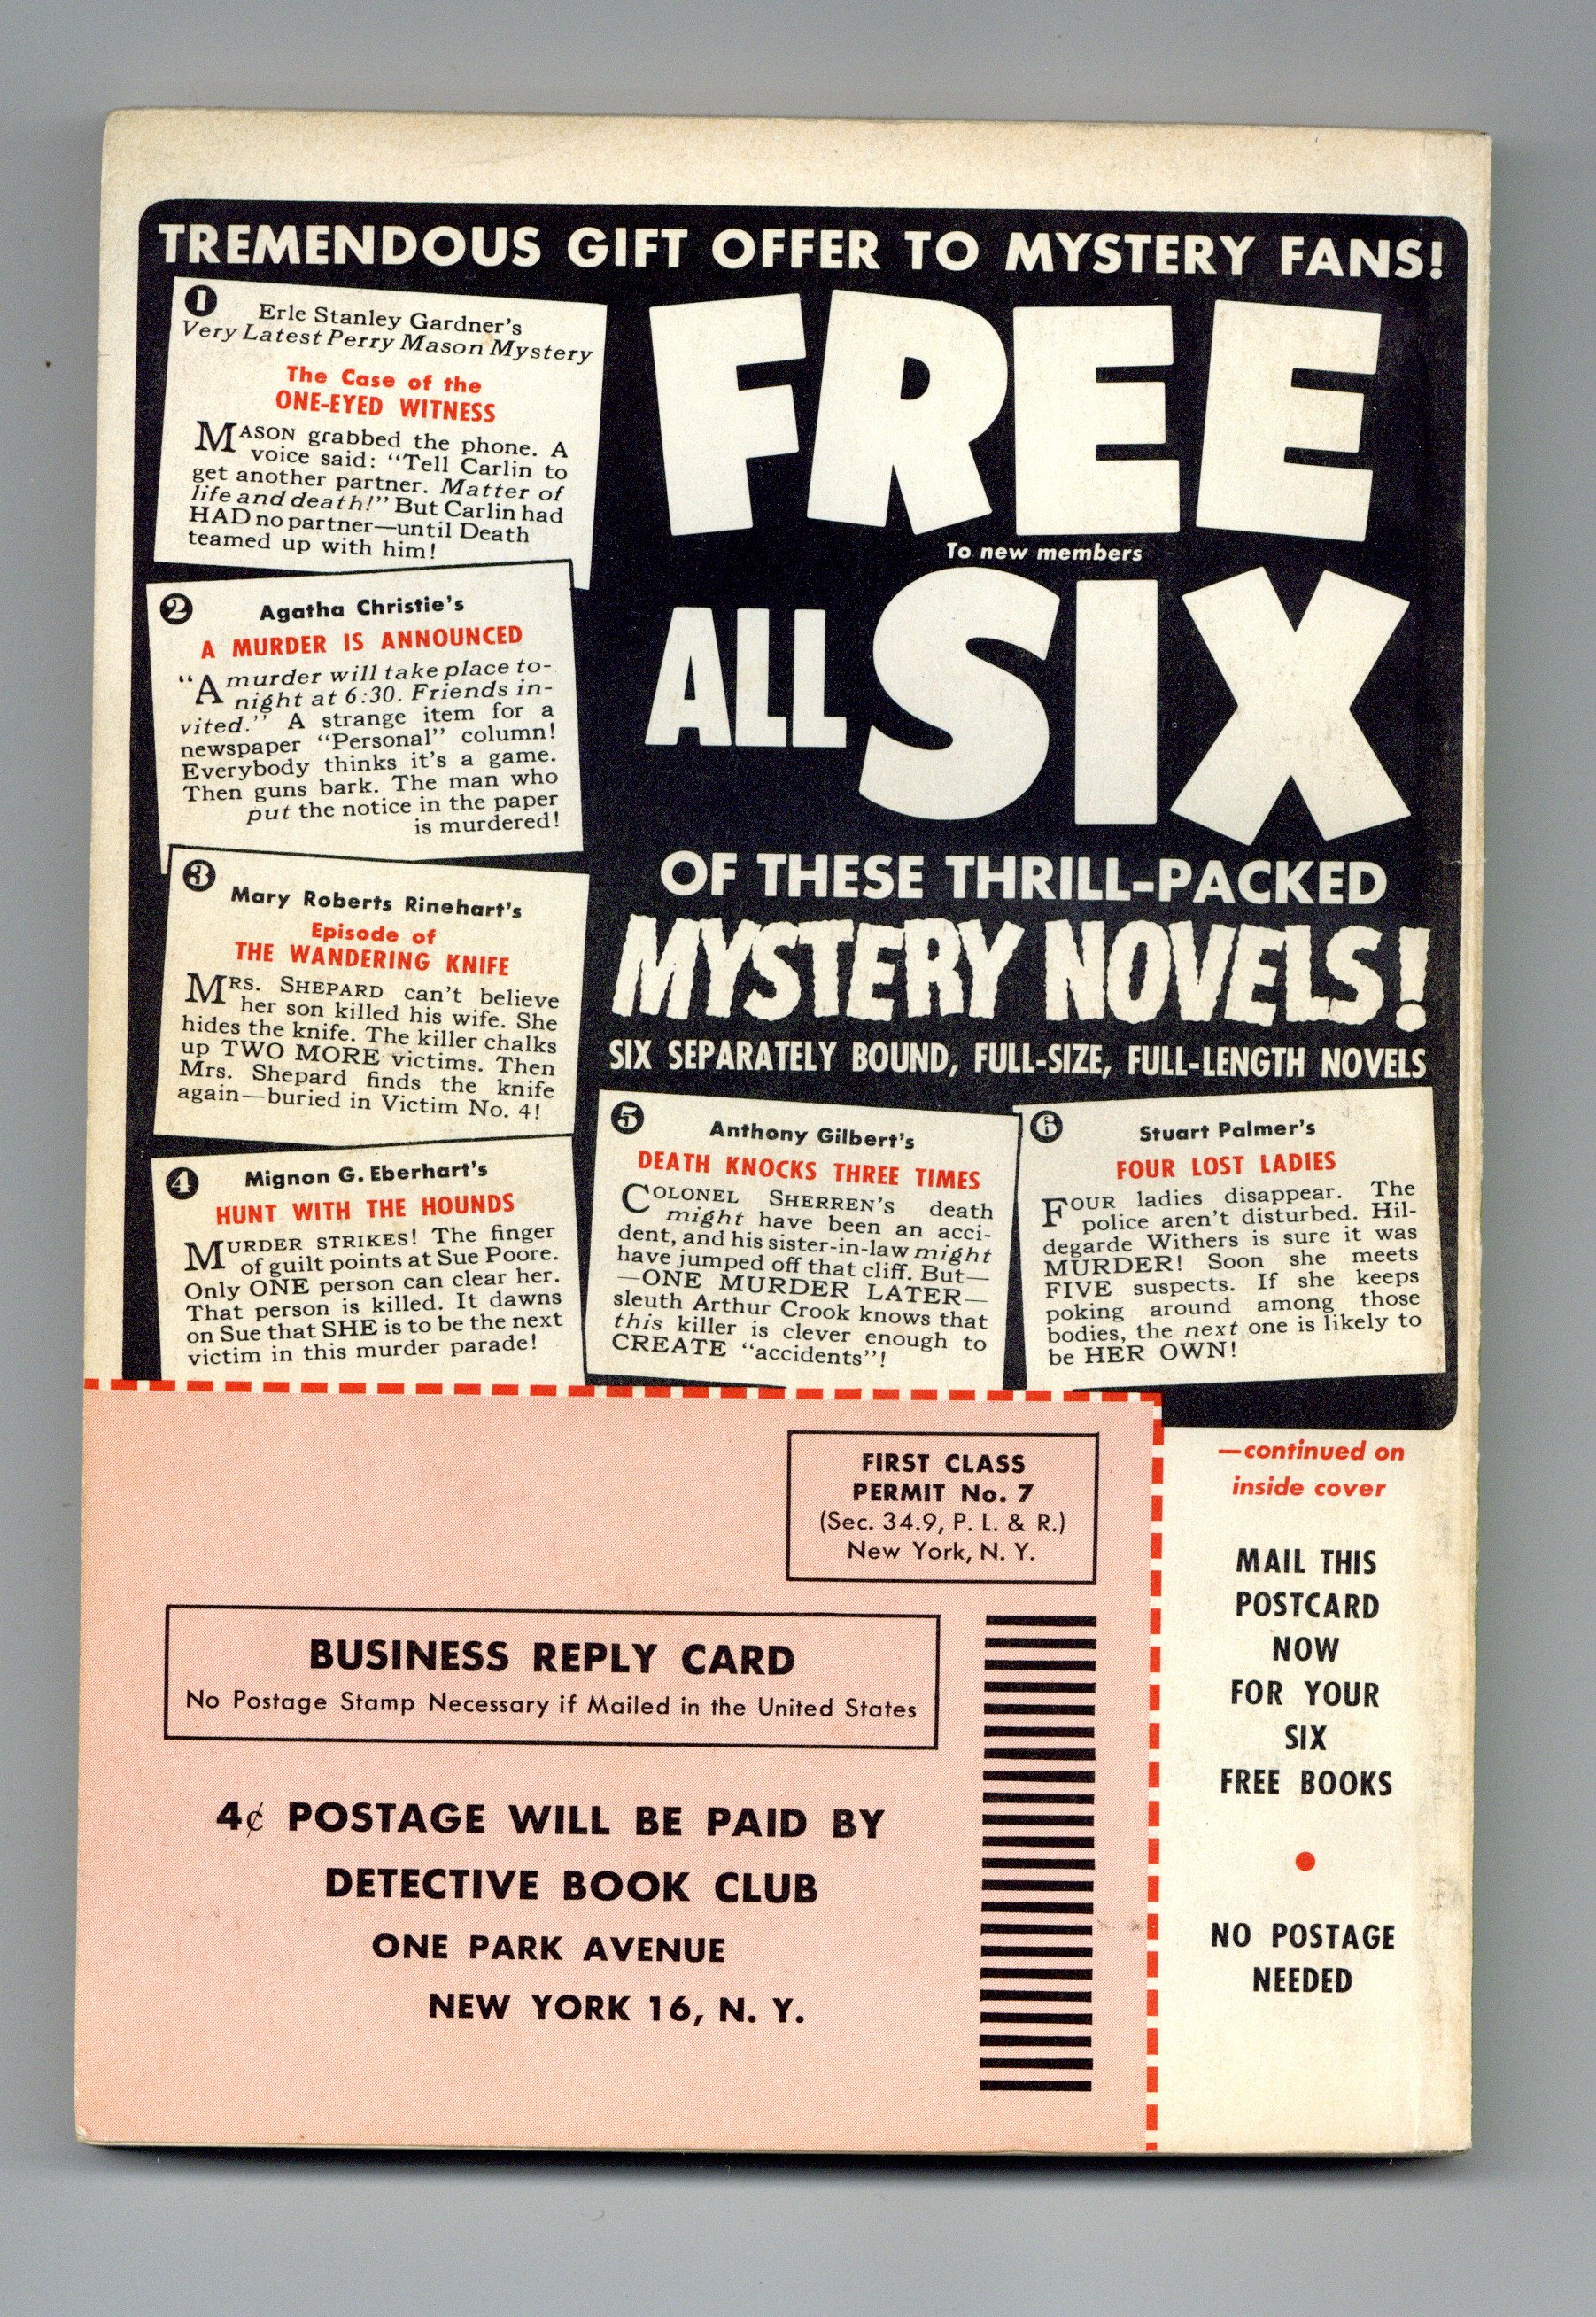 TREMENDOUS GIFT OFFER TO MYSTERY FANS!
1
Erle Stanley Gardner's
Very Latest Perry Mason Mystery
The Case of the
ONE-EYED WITNESS
MASON grabbed the phone. A
voice said: "Tell Carlin to
get another partner. Matter of
life and death!" But Carlin had
HAD no partner—until Death
teamed up with him!
2
Agatha Christie's
A MURDER IS ANNOUNCED
"A murder will take place to-
night at 6:30. Friends in-
vited." A strange item for a
newspaper "Personal" column!
Everybody thinks it's a game.
Then guns bark. The man who
put the notice in the paper
is murdered!
3
Mary Roberts Rinehart's
Episode of
THE WANDERING KNIFE
MRS. SHEPARD can't believe
her son killed his wife. She
hides the knife. The killer chalks
up TWO MORE victims. Then
Mrs. Shepard finds the knife
again—buried in Victim No. 4!
4
Mignon G. Eberhart's
HUNT WITH THE HOUNDS
MURDER STRIKES! The finger
of guilt points at Sue Poore.
Only ONE person can clear her.
That person is killed. It dawns
on Sue that SHE is to be the next
victim in this murder parade!
FREE
To new members
ALL SIX
OF THESE THRILL-PACKED
MYSTERY NOVELS!
SIX SEPARATELY BOUND, FULL-SIZE, FULL-LENGTH NOVELS
5
Anthony Gilbert's
DEATH KNOCKS THREE TIMES
COLONEL SHERREN'S death
might have been an acci-
dent, and his sister-in-law might
have jumped off that cliff. But—
—ONE MURDER LATER—
sleuth Arthur Crook knows that
this killer is clever enough to
CREATE "accidents"!
6
Stuart Palmer's
FOUR LOST LADIES
FOUR ladies disappear. The
police aren't disturbed. Hil-
degarde Withers is sure it was
MURDER! Soon she meets
FIVE suspects. If she keeps
poking around among those
bodies, the next one is likely to
be HER OWN!
FIRST CLASS
PERMIT No. 7
(Sec. 34.9, P. L. & R.)
New York, N. Y.
BUSINESS REPLY CARD
No Postage Stamp Necessary if Mailed in the United States
4¢ POSTAGE WILL BE PAID BY
DETECTIVE BOOK CLUB
ONE PARK AVENUE
NEW YORK 16, N. Y.
—continued on
inside cover
MAIL THIS
POSTCARD
NOW
FOR YOUR
SIX
FREE BOOKS
NO POSTAGE
NEEDED